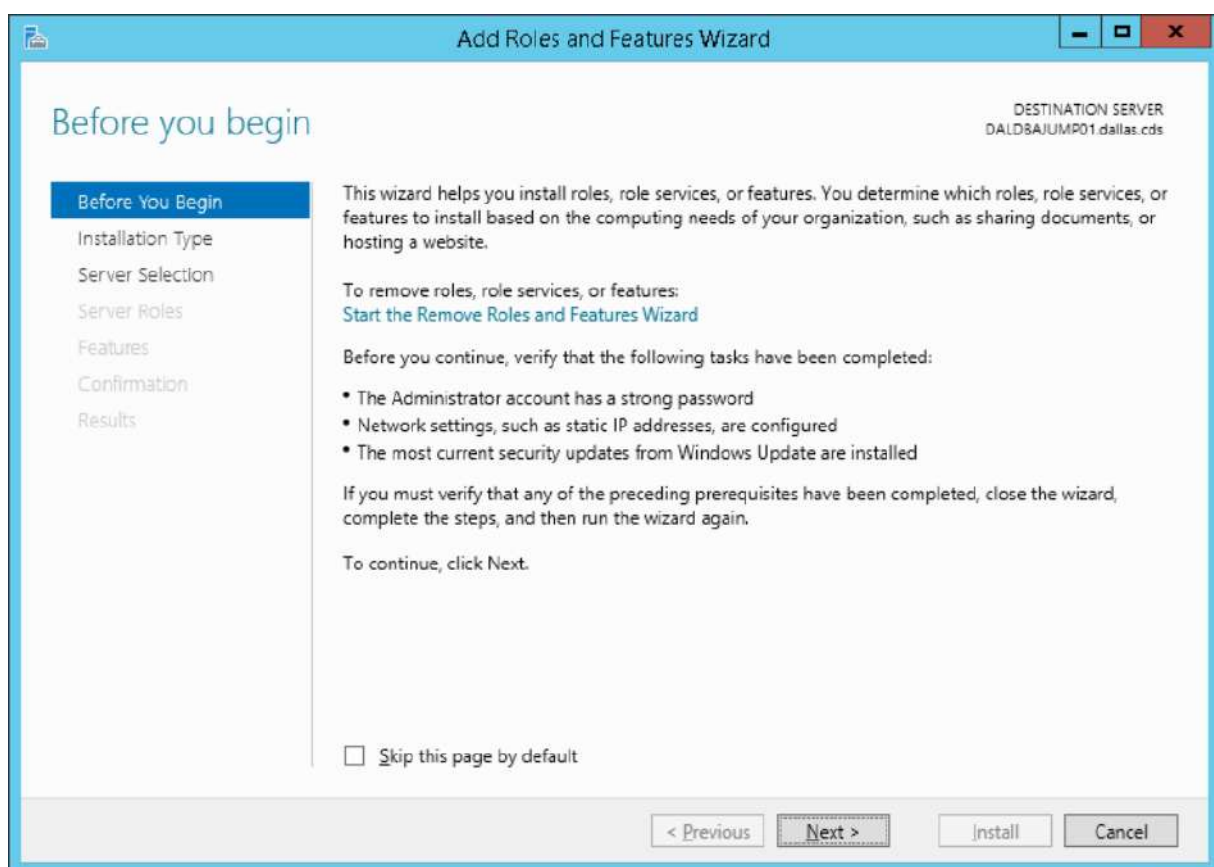 Add Roles and Features Wizard
Before you begin
DESTINATION SERVER
DALDBAJUMP01.dallas.cds
Before You Begin
Installation Type
Server Selection
Server Roles
Features
Confirmation
Results
This wizard helps you install roles, role services, or features. You determine which roles, role services, or
features to install based on the computing needs of your organization, such as sharing documents, or
hosting a website.
To remove roles, role services, or features:
Start the Remove Roles and Features Wizard
Before you continue, verify that the following tasks have been completed:
• The Administrator account has a strong password
• Network settings, such as static IP addresses, are configured
• The most current security updates from Windows Update are installed
If you must verify that any of the preceding prerequisites have been completed, close the wizard,
complete the steps, and then run the wizard again.
To continue, click Next.
Skip this page by default
< Previous
Next >
Install
Cancel